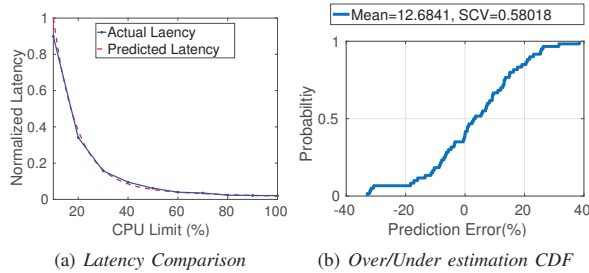 Normalized Latency
1
0.8
0.6
0.4
0.2
0
Actual Laency
Predicted Latency
20 40 60 80 100
CPU Limit (%)
(a) Latency Comparison
Mean=12.6841, SCV=0.58018
Probabiltiy
1
0.5
0
-40 -20 0 20 40
Prediction Error(%)
(b) Over/Under estimation CDF